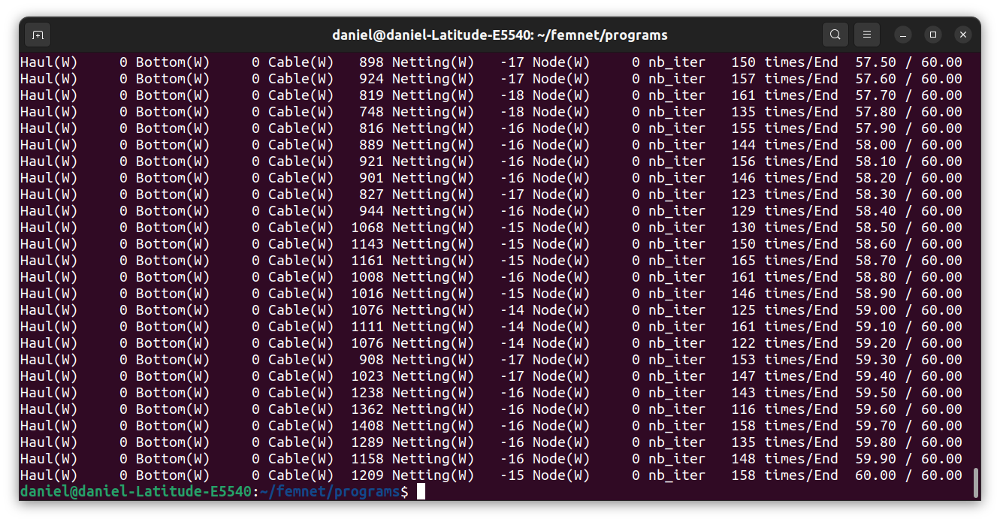 daniel@daniel-Latitude-E5540: ~/femnet/programs
Haul(W) 0 Bottom(W) 0 Cable(W) 898 Netting(W) -17 Node(W) 0 nb_iter 150 times/End 57.50 / 60.00
Haul(W) 0 Bottom(W) 0 Cable(W) 924 Netting(W) -17 Node(W) 0 nb_iter 157 times/End 57.60 / 60.00
Haul(W) 0 Bottom(W) 0 Cable(W) 819 Netting(W) -18 Node(W) 0 nb_iter 161 times/End 57.70 / 60.00
Haul(W) 0 Bottom(W) 0 Cable(W) 748 Netting(W) -18 Node(W) 0 nb_iter 135 times/End 57.80 / 60.00
Haul(W) 0 Bottom(W) 0 Cable(W) 816 Netting(W) -16 Node(W) 0 nb_iter 155 times/End 57.90 / 60.00
Haul(W) 0 Bottom(W) 0 Cable(W) 889 Netting(W) -16 Node(W) 0 nb_iter 144 times/End 58.00 / 60.00
Haul(W) 0 Bottom(W) 0 Cable(W) 921 Netting(W) -16 Node(W) 0 nb_iter 156 times/End 58.10 / 60.00
Haul(W) 0 Bottom(W) 0 Cable(W) 901 Netting(W) -16 Node(W) 0 nb_iter 146 times/End 58.20 / 60.00
Haul(W) 0 Bottom(W) 0 Cable(W) 827 Netting(W) -17 Node(W) 0 nb_iter 123 times/End 58.30 / 60.00
Haul(W) 0 Bottom(W) 0 Cable(W) 944 Netting(W) -16 Node(W) 0 nb_iter 129 times/End 58.40 / 60.00
Haul(W) 0 Bottom(W) 0 Cable(W) 1068 Netting(W) -15 Node(W) 0 nb_iter 130 times/End 58.50 / 60.00
Haul(W) 0 Bottom(W) 0 Cable(W) 1143 Netting(W) -15 Node(W) 0 nb_iter 150 times/End 58.60 / 60.00
Haul(W) 0 Bottom(W) 0 Cable(W) 1161 Netting(W) -15 Node(W) 0 nb_iter 165 times/End 58.70 / 60.00
Haul(W) 0 Bottom(W) 0 Cable(W) 1008 Netting(W) -16 Node(W) 0 nb_iter 161 times/End 58.80 / 60.00
Haul(W) 0 Bottom(W) 0 Cable(W) 1016 Netting(W) -15 Node(W) 0 nb_iter 146 times/End 58.90 / 60.00
Haul(W) 0 Bottom(W) 0 Cable(W) 1076 Netting(W) -14 Node(W) 0 nb_iter 125 times/End 59.00 / 60.00
Haul(W) 0 Bottom(W) 0 Cable(W) 1111 Netting(W) -14 Node(W) 0 nb_iter 161 times/End 59.10 / 60.00
Haul(W) 0 Bottom(W) 0 Cable(W) 1076 Netting(W) -14 Node(W) 0 nb_iter 122 times/End 59.20 / 60.00
Haul(W) 0 Bottom(W) 0 Cable(W) 908 Netting(W) -17 Node(W) 0 nb_iter 153 times/End 59.30 / 60.00
Haul(W) 0 Bottom(W) 0 Cable(W) 1023 Netting(W) -17 Node(W) 0 nb_iter 147 times/End 59.40 / 60.00
Haul(W) 0 Bottom(W) 0 Cable(W) 1238 Netting(W) -16 Node(W) 0 nb_iter 143 times/End 59.50 / 60.00
Haul(W) 0 Bottom(W) 0 Cable(W) 1362 Netting(W) -16 Node(W) 0 nb_iter 116 times/End 59.60 / 60.00
Haul(W) 0 Bottom(W) 0 Cable(W) 1408 Netting(W) -16 Node(W) 0 nb_iter 158 times/End 59.70 / 60.00
Haul(W) 0 Bottom(W) 0 Cable(W) 1289 Netting(W) -16 Node(W) 0 nb_iter 135 times/End 59.80 / 60.00
Haul(W) 0 Bottom(W) 0 Cable(W) 1158 Netting(W) -16 Node(W) 0 nb_iter 148 times/End 59.90 / 60.00
Haul(W) 0 Bottom(W) 0 Cable(W) 1209 Netting(W) -15 Node(W) 0 nb_iter 158 times/End 60.00 / 60.00
daniel@daniel-Latitude-E5540:~/femnet/programs$